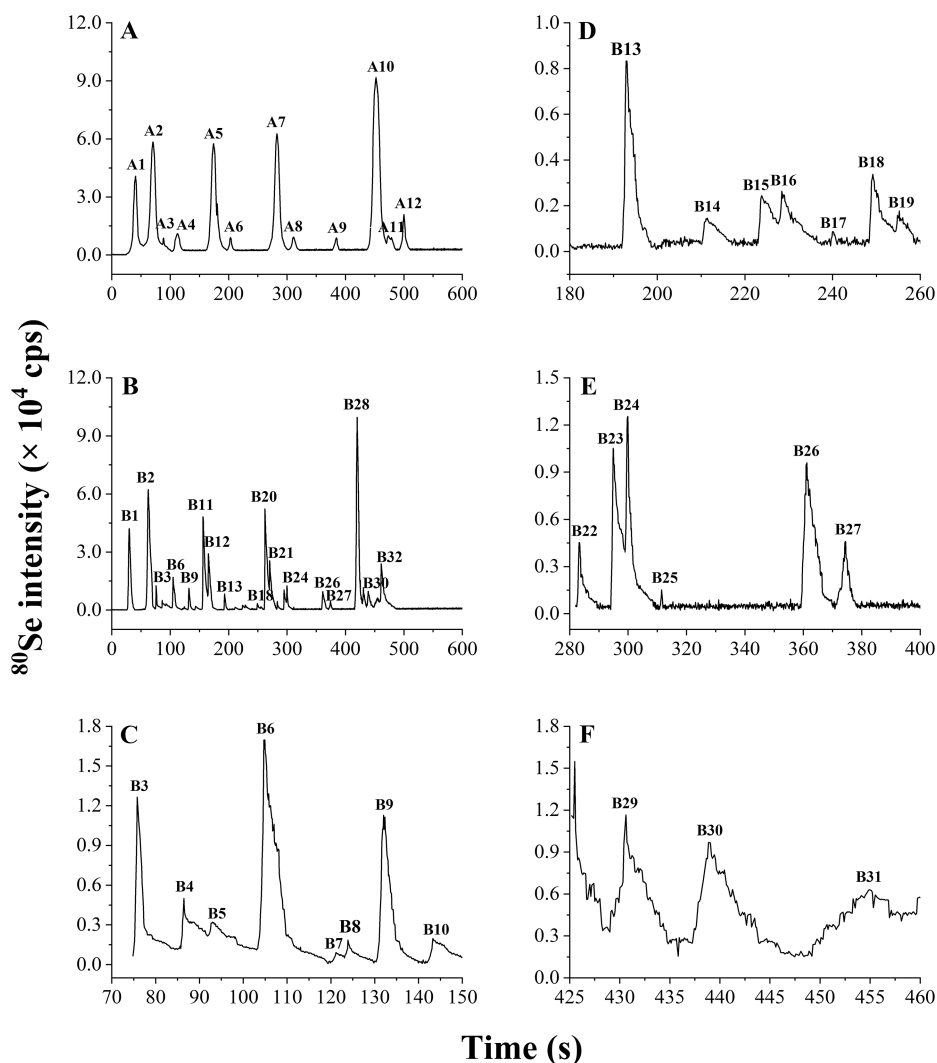 ⁸⁰Se intensity (× 10⁴ cps)
A
12.0
9.0
6.0
3.0
0.0
A1
A2
A3
A4
A5
A6
A7
A8
A9
A10
A11
A12
0 100 200 300 400 500 600
D
1.0
0.8
0.6
0.4
0.2
0.0
B13
B14
B15
B16
B17
B18
B19
180 200 220 240 260
B
12.0
9.0
6.0
3.0
0.0
B1
B2
B3
B6
B9
B11
B12
B13
B18
B20
B21
B24
B26
B27
B28
B30
B32
0 100 200 300 400 500 600
E
1.5
1.2
0.9
0.6
0.3
0.0
B22
B23
B24
B25
B26
B27
280 300 320 340 360 380 400
C
1.8
1.5
1.2
0.9
0.6
0.3
0.0
B3
B4
B5
B6
B7
B8
B9
B10
70 80 90 100 110 120 130 140 150
F
1.8
1.5
1.2
0.9
0.6
0.3
0.0
B29
B30
B31
425 430 435 440 445 450 455 460
Time (s)